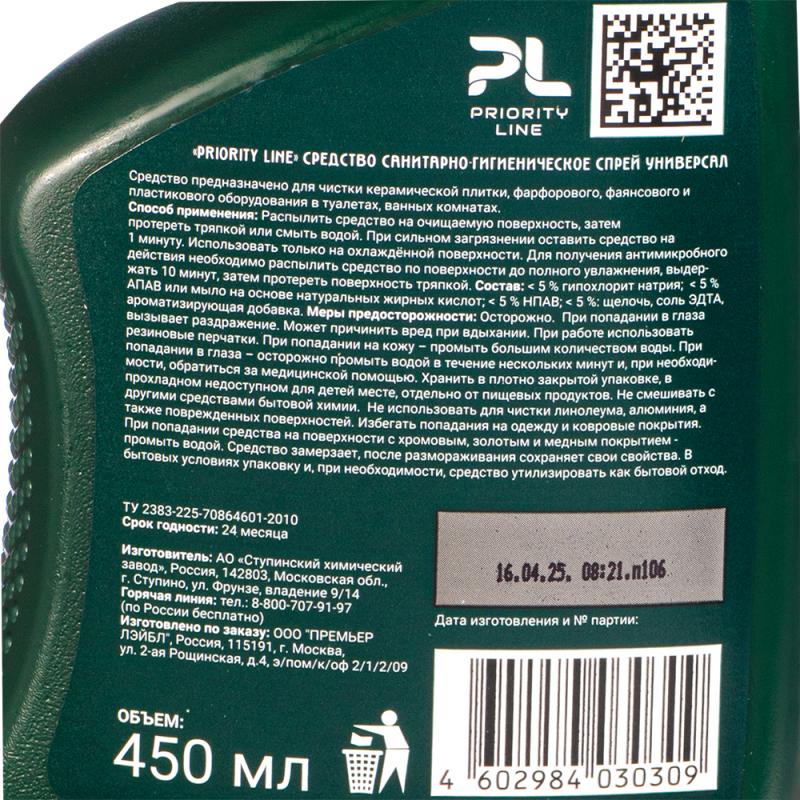 PL
PRIORITY
LINE
«PRIORITY LINE» СРЕДСТВО САНИТАРНО-ГИГИЕНИЧЕСКОЕ СПРЕЙ УНИВЕРСАЛ
Средство предназначено для чистки керамической плитки, фарфорового, фаянсового и
пластикового оборудования в туалетах, ванных комнатах.
Способ применения: Распылить средство на очищаемую поверхность, затем
протереть тряпкой или смыть водой. При сильном загрязнении оставить средство на
1 минуту. Использовать только на охлаждённой поверхности. Для получения антимикробного
действия необходимо распылить средство по поверхности до полного увлажнения, выдер-
жать 10 минут, затем протереть поверхность тряпкой. Состав: < 5 % гипохлорит натрия; < 5 %
АПАВ или мыло на основе натуральных жирных кислот; < 5 % НПАВ; < 5 %: щелочь, соль ЭДТА,
ароматизирующая добавка. Меры предосторожности: Осторожно. При попадании в глаза
вызывает раздражение. Может причинить вред при вдыхании. При работе использовать
резиновые перчатки. При попадании на кожу – промыть большим количеством воды. При
попадании в глаза – осторожно промыть водой в течение нескольких минут и, при необходи-
мости, обратиться за медицинской помощью. Хранить в плотно закрытой упаковке, в
прохладном недоступном для детей месте, отдельно от пищевых продуктов. Не смешивать с
другими средствами бытовой химии. Не использовать для чистки линолеума, алюминия, а
также поврежденных поверхностей. Избегать попадания на одежду и ковровые покрытия.
При попадании средства на поверхности с хромовым, золотым и медным покрытием -
промыть водой. Средство замерзает, после размораживания сохраняет свои свойства. В
бытовых условиях упаковку и, при необходимости, средство утилизировать как бытовой отход.
ТУ 2383-225-70864601-2010
Срок годности: 24 месяца
Изготовитель: АО «Ступинский химический
завод», Россия, 142803, Московская обл.,
г. Ступино, ул. Фрунзе, владение 9/14
Горячая линия: тел.: 8-800-707-91-97
(по России бесплатно)
Изготовлено по заказу: ООО "ПРЕМЬЕР
ЛЭЙБЛ", Россия, 115191, г. Москва,
ул. 2-ая Рощинская, д.4, э/пом/к/оф 2/1/2/09
16.04.25. 08:21.п106
Дата изготовления и № партии:
ОБЪЕМ:
450 МЛ
4 602984 030309